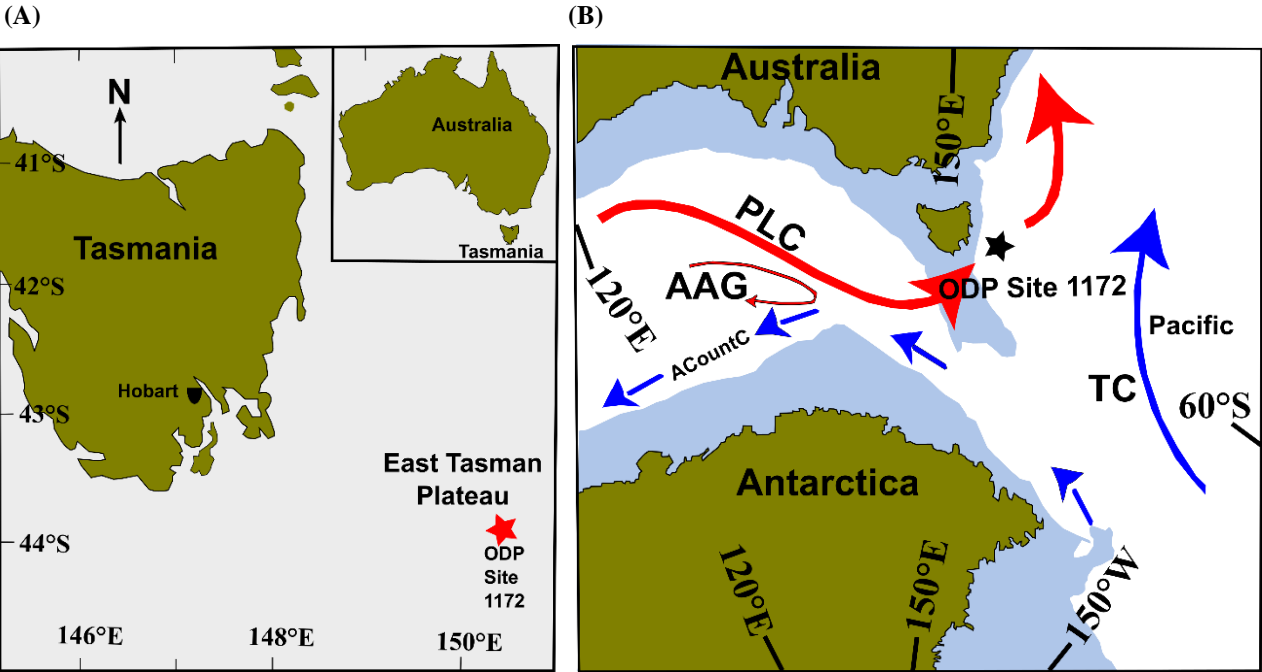 (A)
N
41°S
Tasmania
42°S
Hobart
43°S
East Tasman
Plateau
ODP
Site
1172
44°S
146°E
148°E
150°E
Australia
Tasmania
(B)
Australia
150°E
PLC
AAG
ODP Site 1172
120°E
ACountC
Pacific
TC
60°S
Antarctica
120°E
150°E
150°W